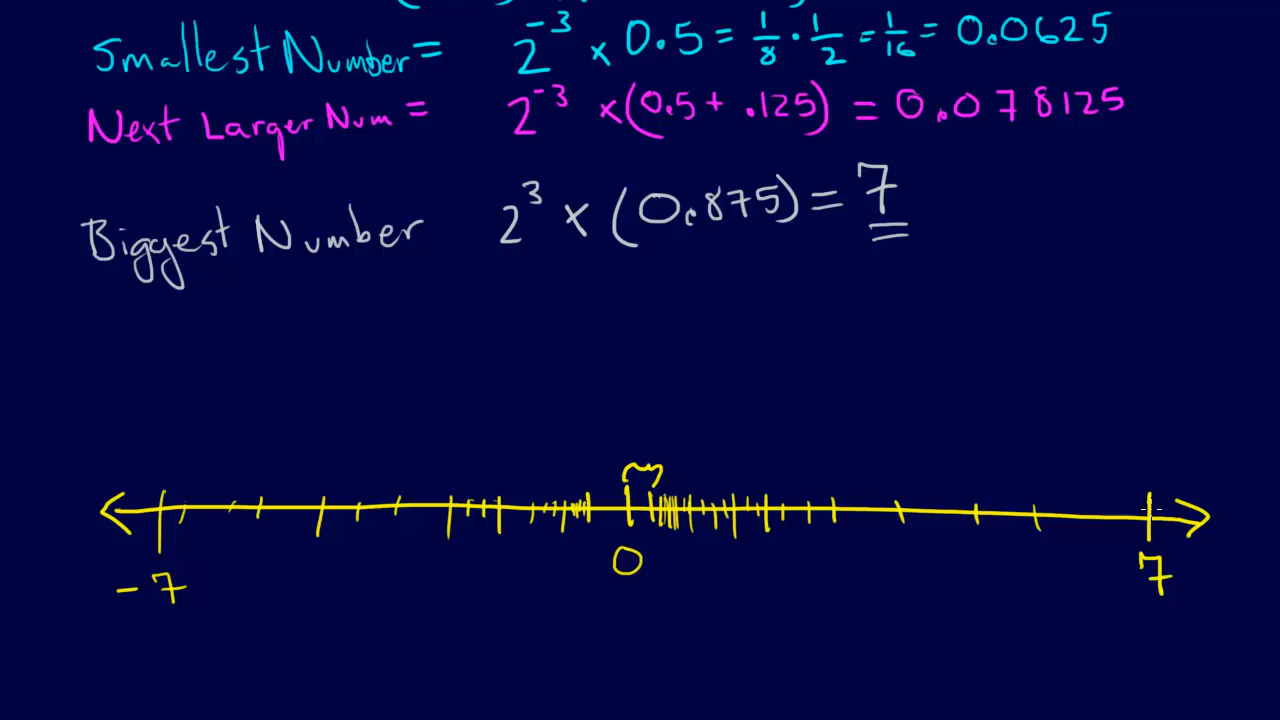 Smallest Number = 2^-3 × 0.5 = 1/8 · 1/2 = 1/16 = 0.0625
Next Larger Num = 2^-3 × (0.5 + .125) = 0.078125
Biggest Number 2^3 × (0.875) = 7
-7 0 7